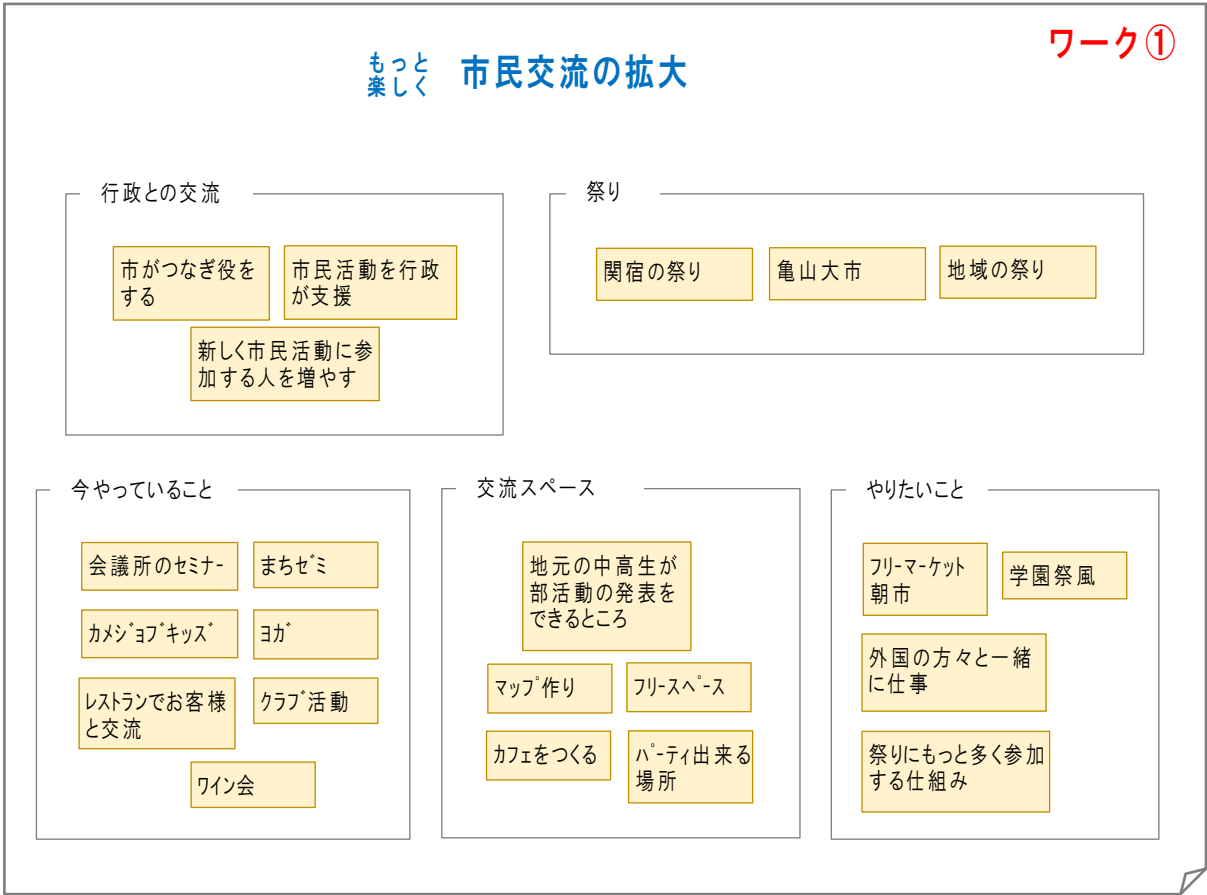 ワーク①
もっと
楽しく
市民交流の拡大
行政との交流
市がつなぎ役を
する
市民活動を行政
が支援
新しく市民活動に参
加する人を増やす
祭り
関宿の祭り
亀山大市
地域の祭り
今やっていること
会議所のセミナー
まちゼミ
カメジョブキッズ
ヨガ
レストランでお客様
と交流
クラブ活動
ワイン会
交流スペース
地元の中高生が
部活動の発表を
できるところ
マップ作り
フリースペース
カフェをつくる
パーティ出来る
場所
やりたいこと
フリーマーケット
朝市
学園祭風
外国の方々と一緒
に仕事
祭りにもっと多く参加
する仕組み